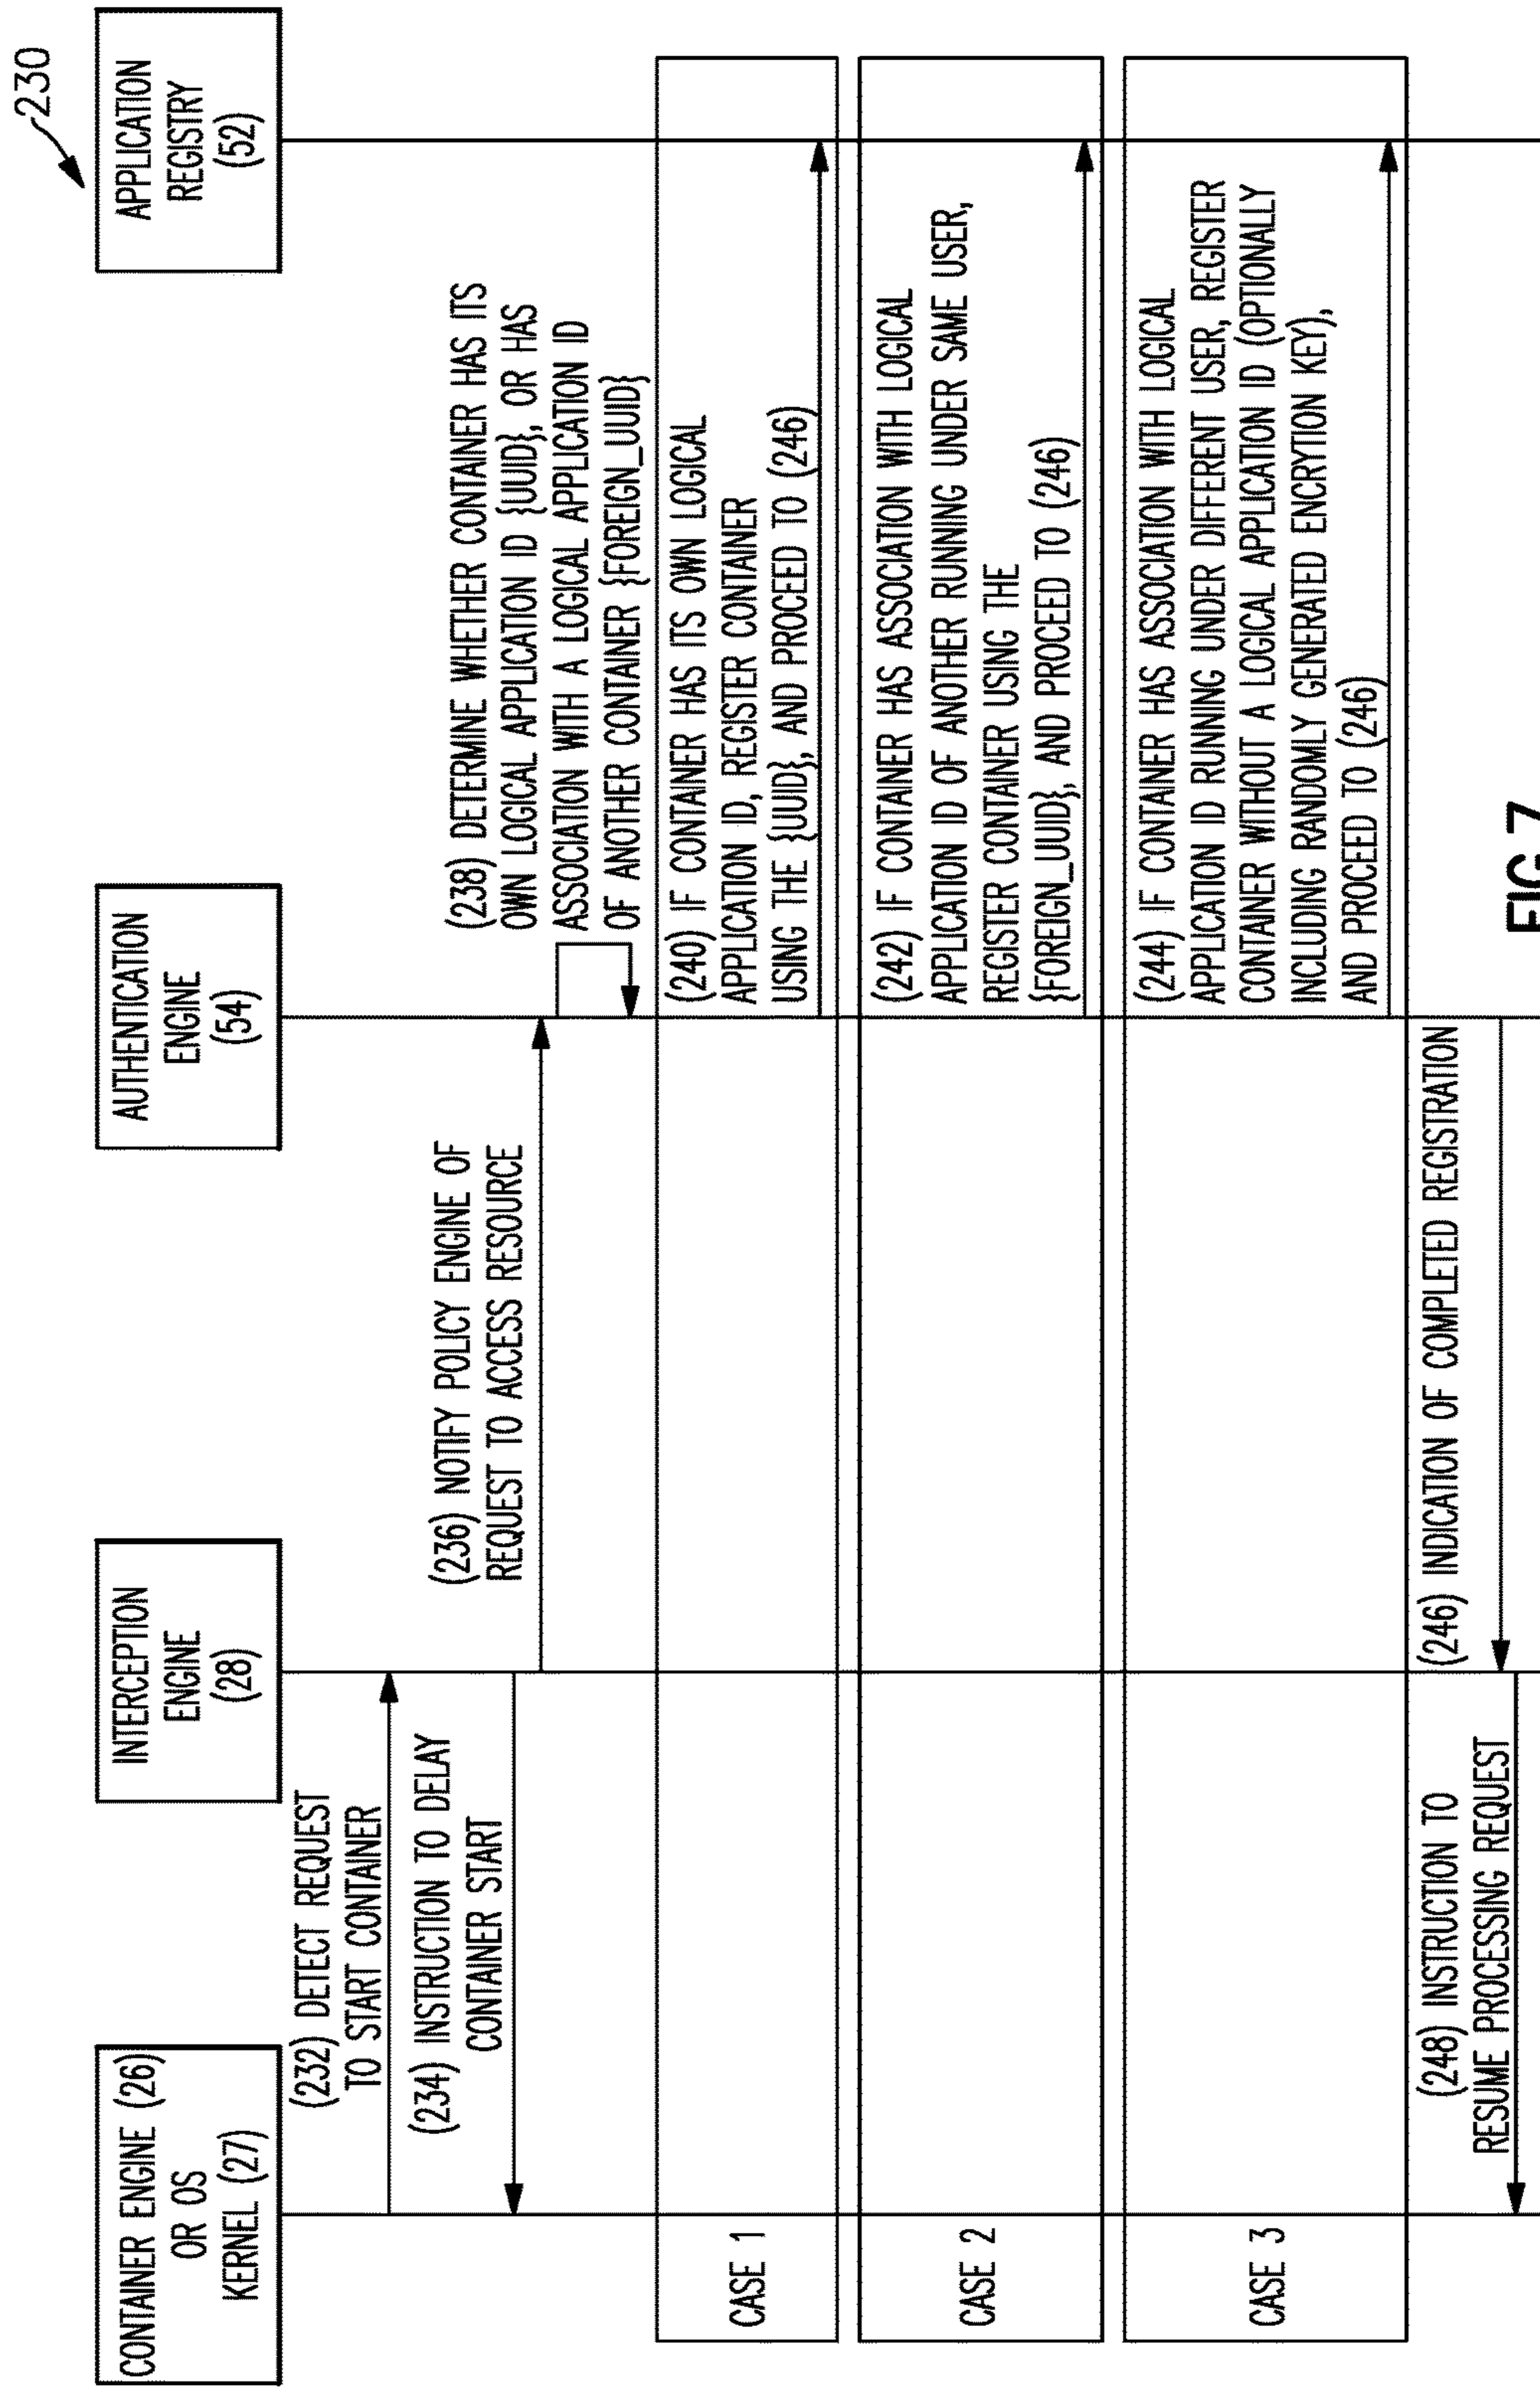 230
CONTAINER ENGINE (26)
OR OS
KERNEL (27)
INTERCEPTION
ENGINE
(28)
AUTHENTICATION
ENGINE
(54)
APPLICATION
REGISTRY
(52)
(232) DETECT REQUEST
TO START CONTAINER
(234) INSTRUCTION TO DELAY
CONTAINER START
(236) NOTIFY POLICY ENGINE OF
REQUEST TO ACCESS RESOURCE
(238) DETERMINE WHETHER CONTAINER HAS ITS
OWN LOGICAL APPLICATION ID {UUID}, OR HAS
ASSOCIATION WITH A LOGICAL APPLICATION ID
OF ANOTHER CONTAINER {FOREIGN_UUID}
CASE 1
(240) IF CONTAINER HAS ITS OWN LOGICAL
APPLICATION ID, REGISTER CONTAINER
USING THE {UUID}, AND PROCEED TO (246)
CASE 2
(242) IF CONTAINER HAS ASSOCIATION WITH LOGICAL
APPLICATION ID OF ANOTHER RUNNING UNDER SAME USER,
REGISTER CONTAINER USING THE
{FOREIGN_UUID}, AND PROCEED TO (246)
CASE 3
(244) IF CONTAINER HAS ASSOCIATION WITH LOGICAL
APPLICATION ID RUNNING UNDER DIFFERENT USER, REGISTER
CONTAINER WITHOUT A LOGICAL APPLICATION ID (OPTIONALLY
INCLUDING RANDOMLY GENERATED ENCRYTION KEY),
AND PROCEED TO (246)
(246) INDICATION OF COMPLETED REGISTRATION
(248) INSTRUCTION TO
RESUME PROCESSING REQUEST
FIG.7